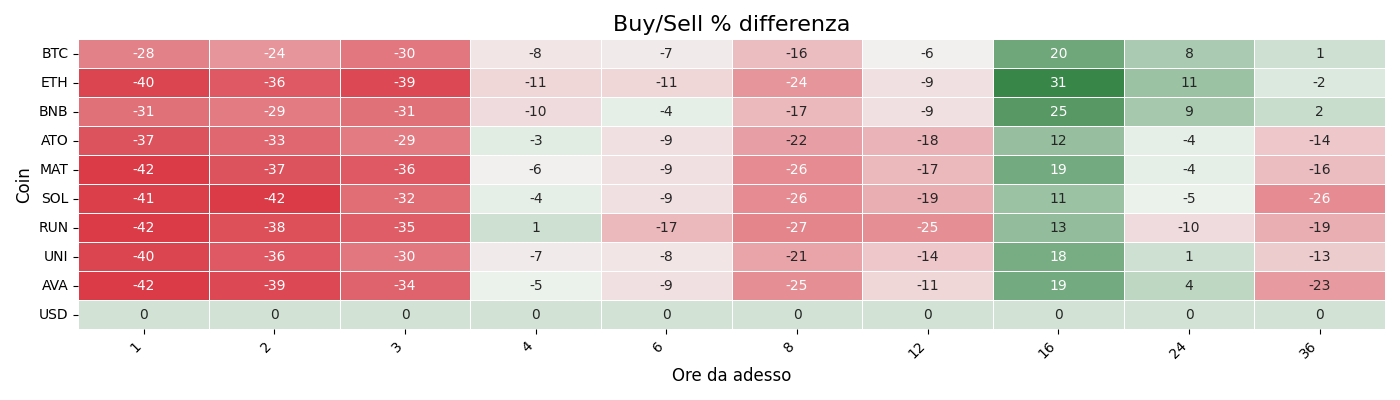 Buy/Sell % differenza
Coin
BTC -28 -24 -30 -8 -7 -16 -6 20 8 1
ETH -40 -36 -39 -11 -11 -24 -9 31 11 -2
BNB -31 -29 -31 -10 -4 -17 -9 25 9 2
ATO -37 -33 -29 -3 -9 -22 -18 12 -4 -14
MAT -42 -37 -36 -6 -9 -26 -17 19 -4 -16
SOL -41 -42 -32 -4 -9 -26 -19 11 -5 -26
RUN -42 -38 -35 1 -17 -27 -25 13 -10 -19
UNI -40 -36 -30 -7 -8 -21 -14 18 1 -13
AVA -42 -39 -34 -5 -9 -25 -11 19 4 -23
USD 0 0 0 0 0 0 0 0 0 0
1 2 3 4 6 8 12 16 24 36
Ore da adesso